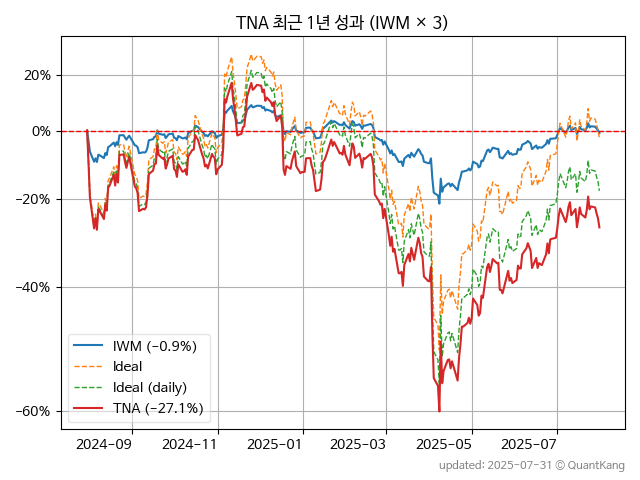 TNA 최근 1년 성과 (IWM × 3)
20%
0%
−20%
−40%
−60%
IWM (−0.9%)
Ideal
Ideal (daily)
TNA (−27.1%)
2024-09 2024-11 2025-01 2025-03 2025-05 2025-07
updated: 2025-07-31 © QuantKang